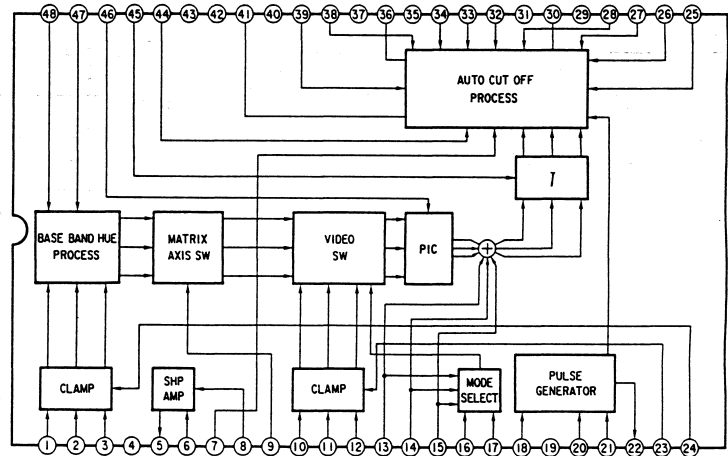 48 47 46 45 44 43 42 41 40 39 38 37 36 35 34 33 32 31 30 29 28 27 26 25
AUTO CUT OFF
PROCESS
γ
BASE BAND HUE
PROCESS
MATRIX
AXIS SW
VIDEO
SW
PIC
+
CLAMP
SHP
AMP
CLAMP
MODE
SELECT
PULSE
GENERATOR
1 2 3 4 5 6 7 8 9 10 11 12 13 14 15 16 17 18 19 20 21 22 23 24